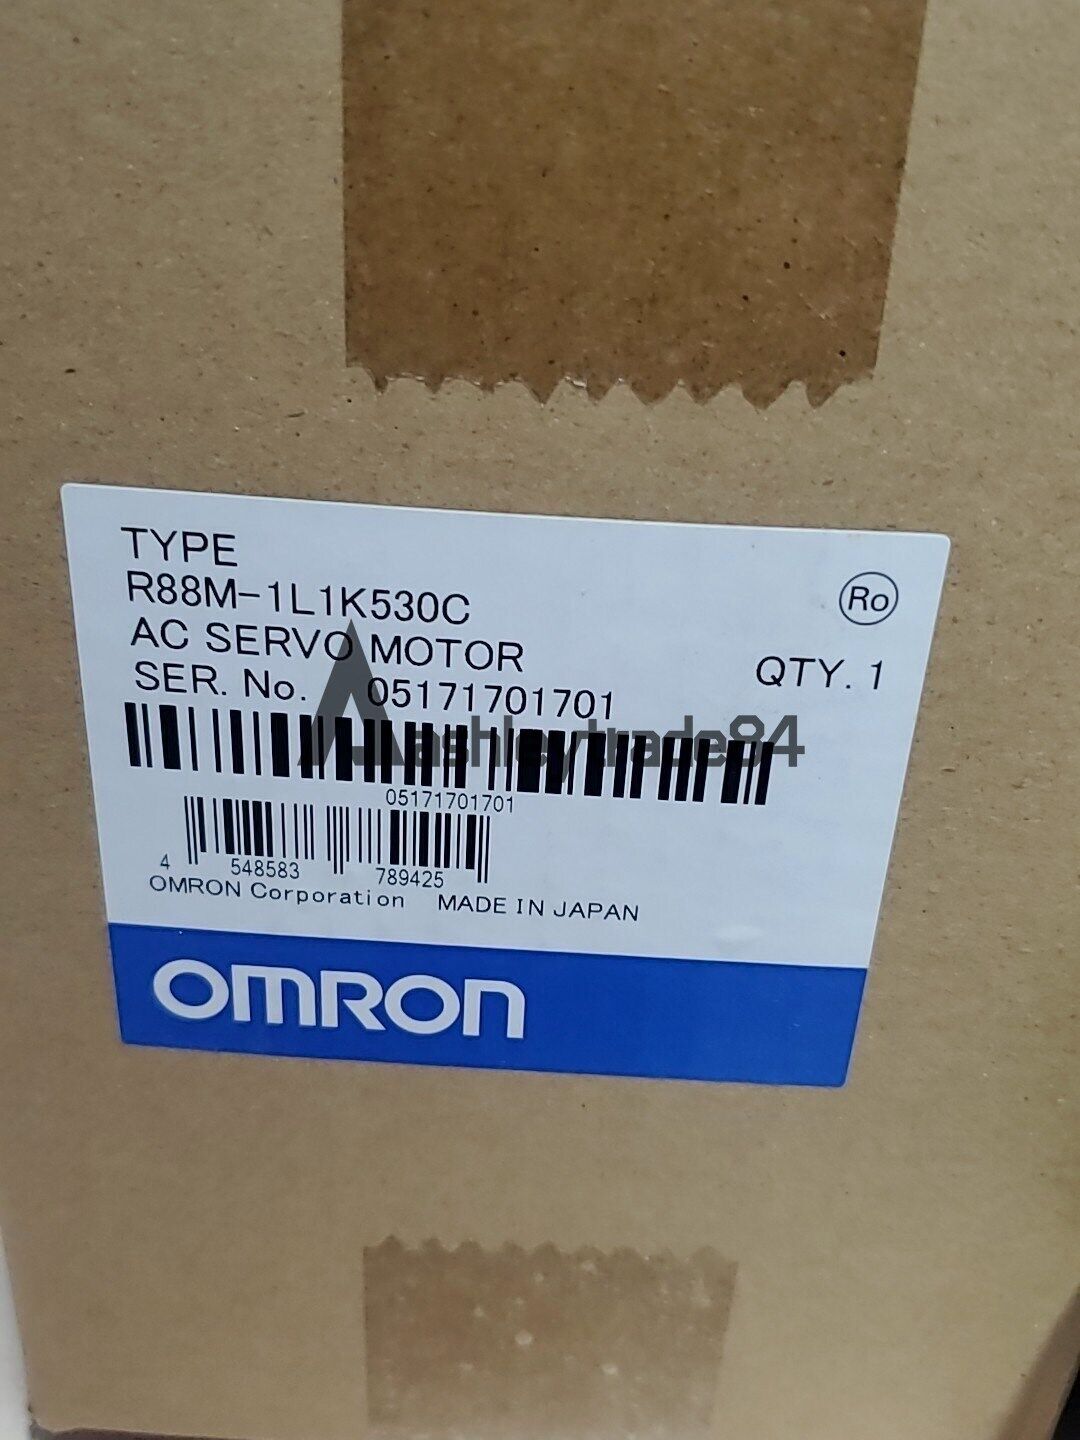 TYPE
R88M-1L1K530C
Ro
AC SERVO MOTOR
QTY. 1
SER. No. 05171701701
Aashleytrade84
05171701701
4 548583 789425
OMRON Corporation MADE IN JAPAN
OMRON